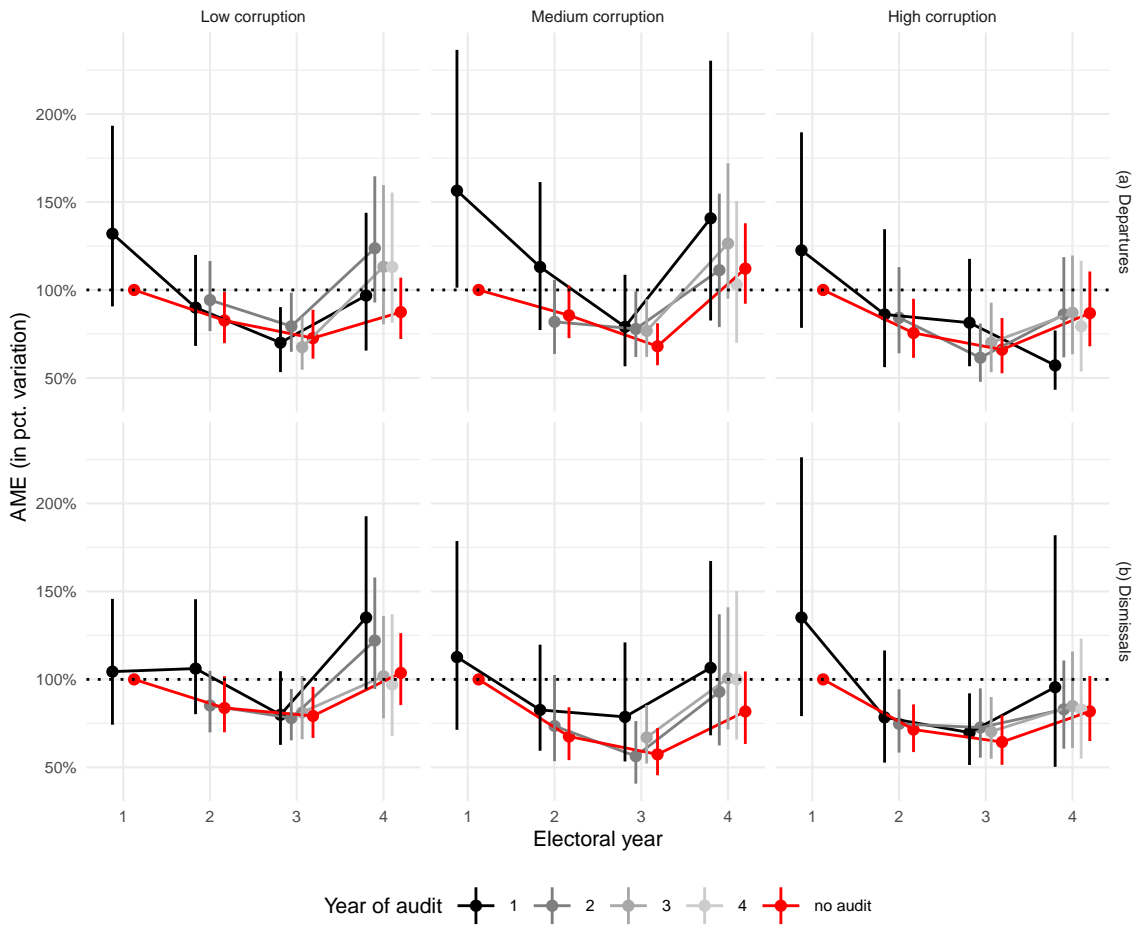 Low corruption Medium corruption High corruption
200%
150%
100%
50%
(a) Departures
AME (in pct. variation)
200%
150%
100%
50%
(b) Dismissals
1 2 3 4 1 2 3 4 1 2 3 4
Electoral year
Year of audit 1 2 3 4 no audit